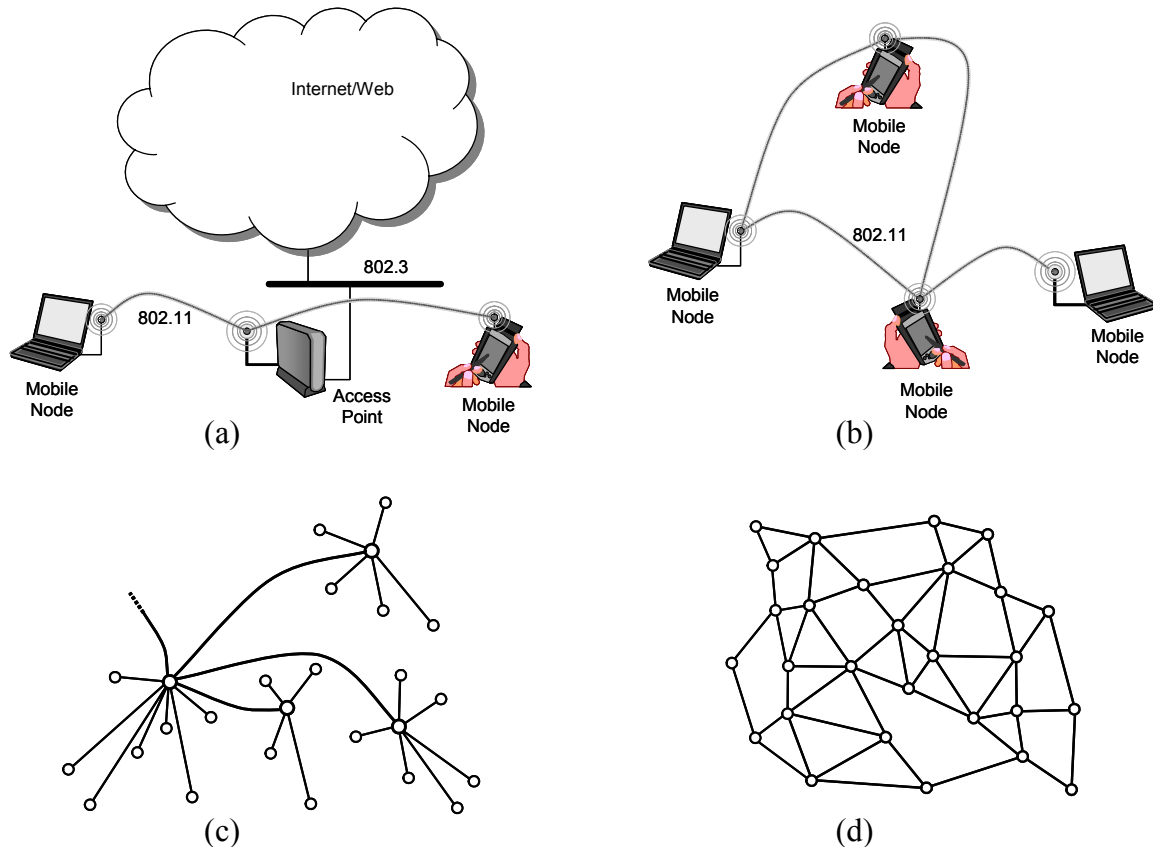 Internet/Web
802.3
802.11
Mobile
Node
Access
Point
Mobile
Node
(a)
Mobile
Node
802.11
Mobile
Node
Mobile
Node
Mobile
Node
(b)
(c)
(d)